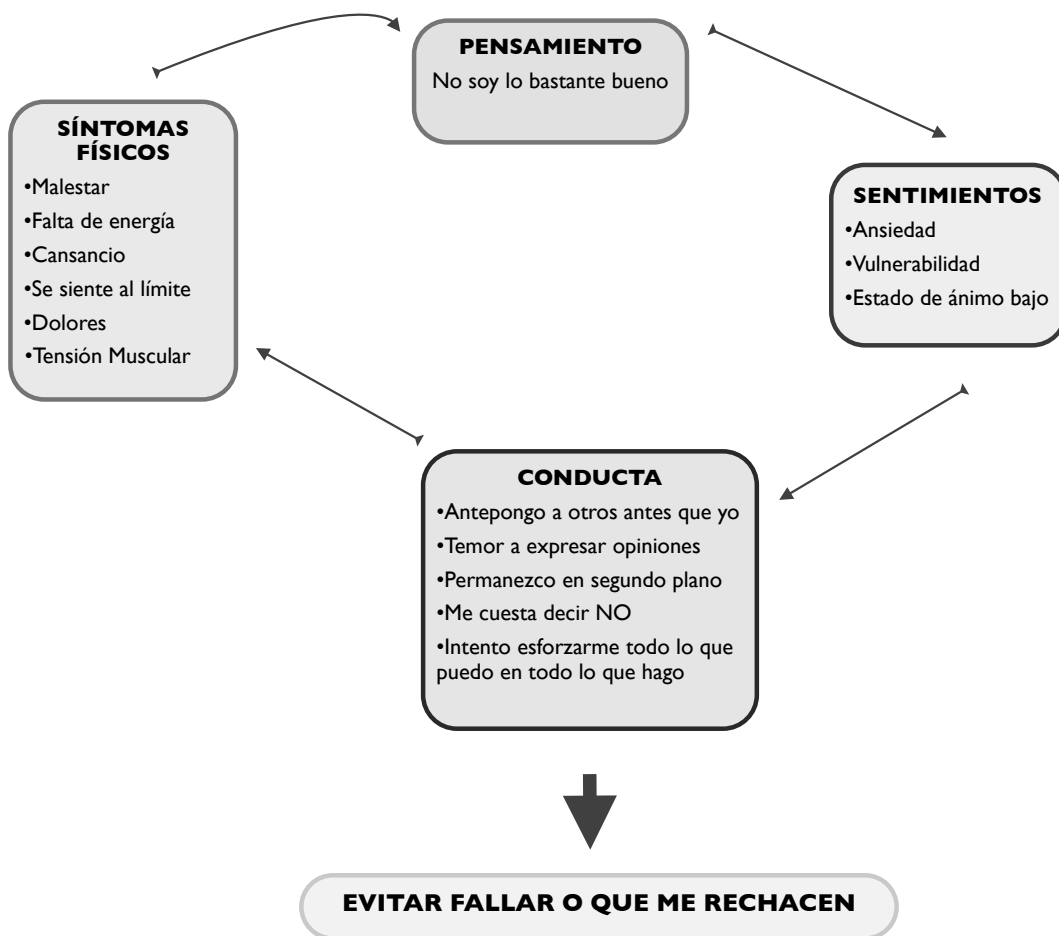 PENSAMIENTO
No soy lo bastante bueno
SÍNTOMAS
FÍSICOS
•Malestar
•Falta de energía
•Cansancio
•Se siente al límite
•Dolores
•Tensión Muscular
SENTIMIENTOS
•Ansiedad
•Vulnerabilidad
•Estado de ánimo bajo
CONDUCTA
•Antepongo a otros antes que yo
•Temor a expresar opiniones
•Permanezco en segundo plano
•Me cuesta decir NO
•Intento esforzarme todo lo que
puedo en todo lo que hago
EVITAR FALLAR O QUE ME RECHACEN